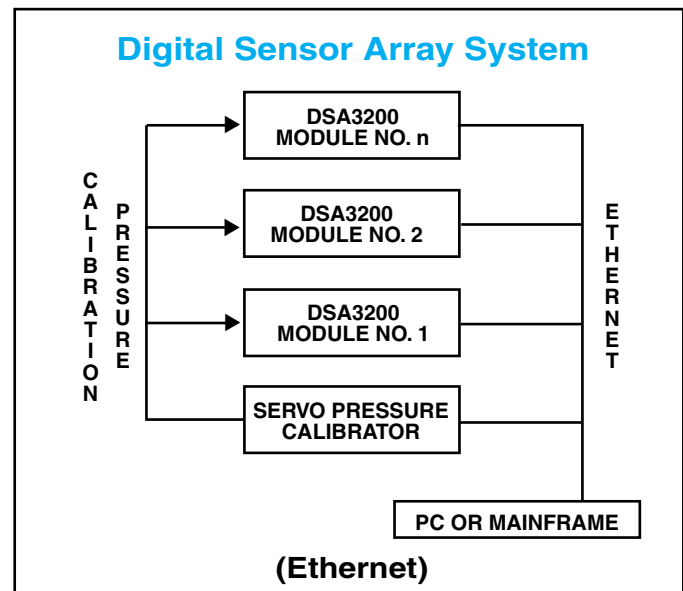 Digital Sensor Array System
CALIBRATION
PRESSURE
DSA3200
MODULE NO. n
DSA3200
MODULE NO. 2
DSA3200
MODULE NO. 1
SERVO PRESSURE
CALIBRATOR
ETHERNET
PC OR MAINFRAME
(Ethernet)